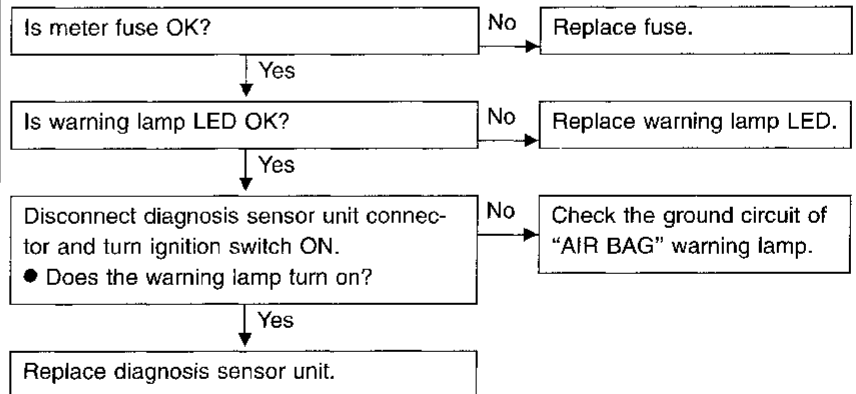 Is meter fuse OK?
No
Replace fuse.
Yes
Is warning lamp LED OK?
No
Replace warning lamp LED.
Yes
Disconnect diagnosis sensor unit connec-
tor and turn ignition switch ON.
● Does the warning lamp turn on?
No
Check the ground circuit of
“AIR BAG” warning lamp.
Yes
Replace diagnosis sensor unit.